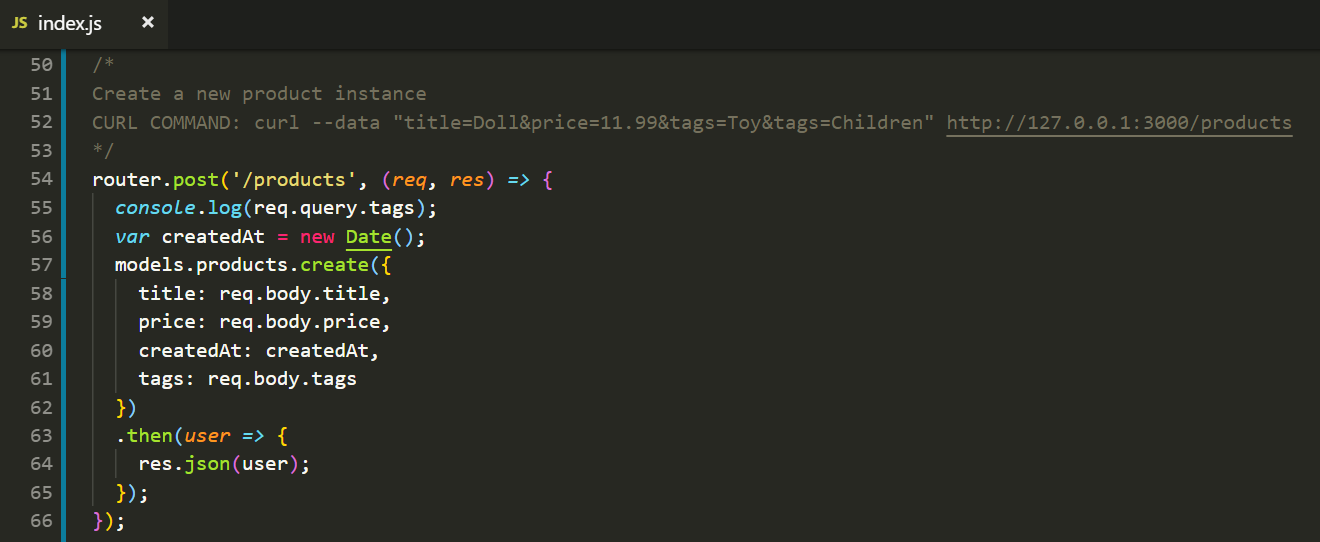 JS index.js ×
50 /*
51 Create a new product instance
52 CURL COMMAND: curl --data "title=Doll&price=11.99&tags=Toy&tags=Children" http://127.0.0.1:3000/products
53 */
54 router.post('/products', (req, res) => {
55   console.log(req.query.tags);
56   var createdAt = new Date();
57   models.products.create({
58     title: req.body.title,
59     price: req.body.price,
60     createdAt: createdAt,
61     tags: req.body.tags
62   })
63   .then(user => {
64     res.json(user);
65   });
66 });